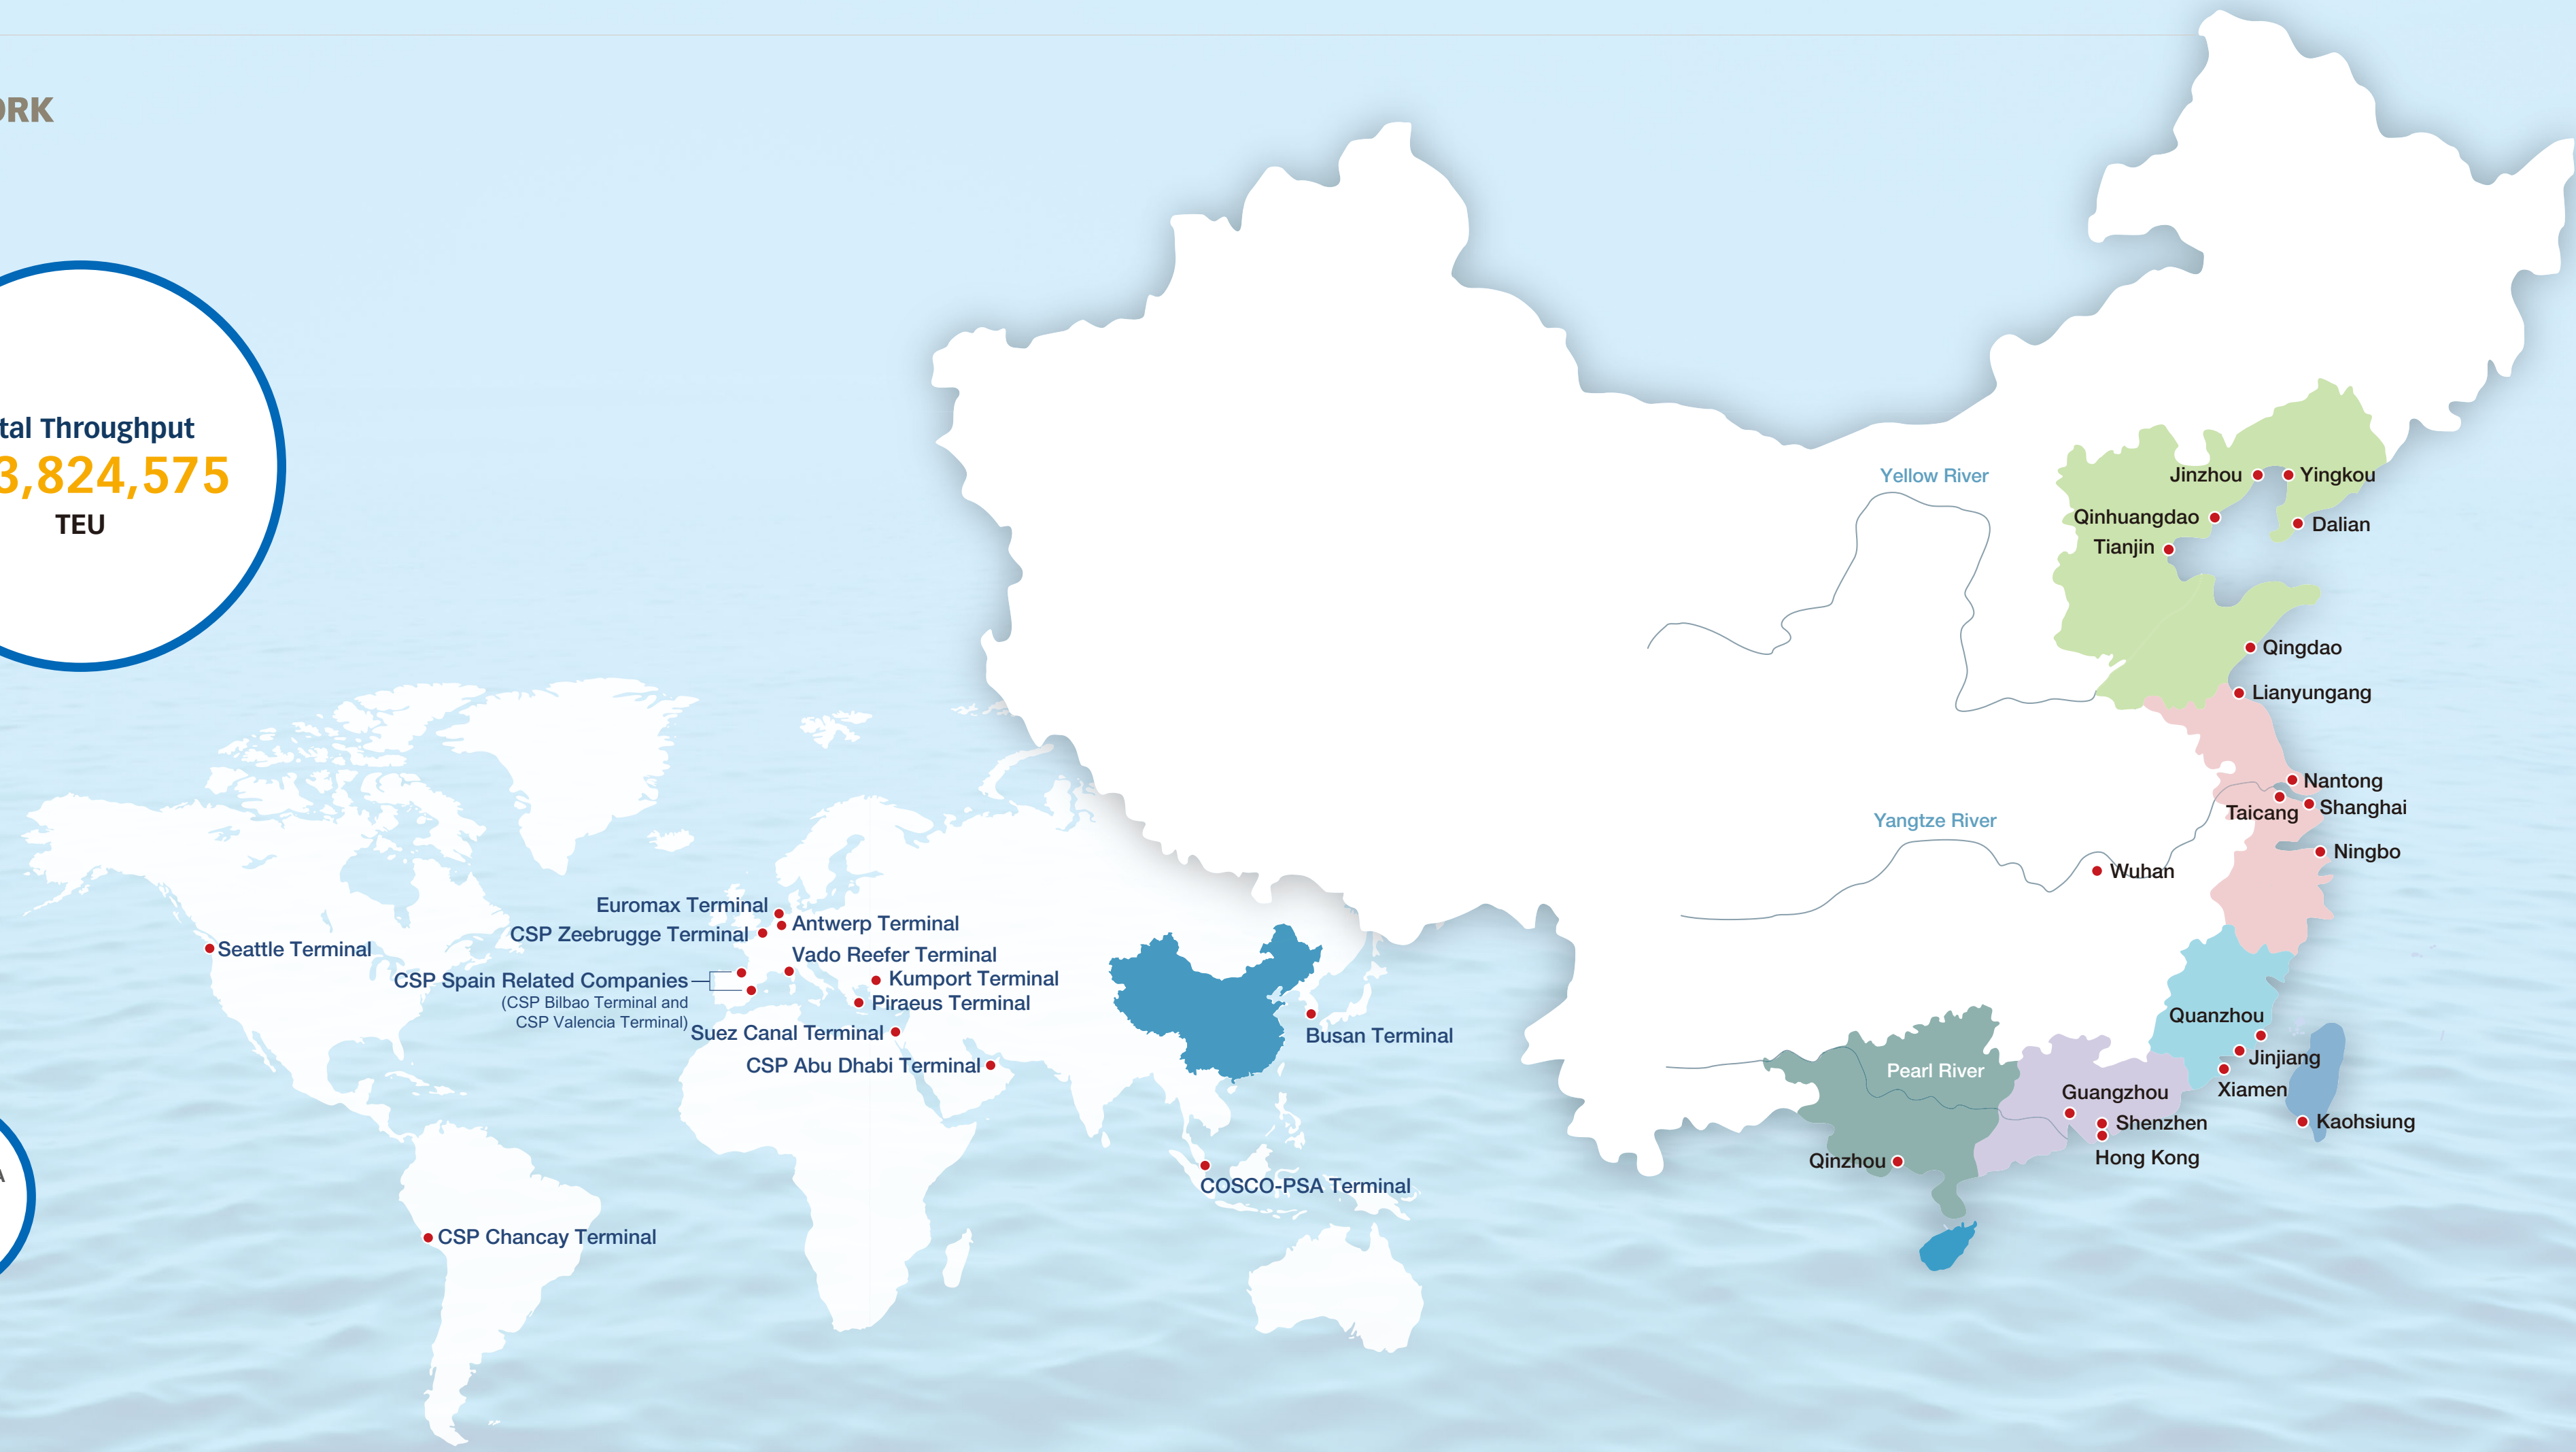 ORK
tal Throughput
3,824,575
TEU
Yellow River
Jinzhou
Yingkou
Qinhuangdao
Dalian
Tianjin
Qingdao
Lianyungang
Nantong
Taicang
Shanghai
Yangtze River
Ningbo
Wuhan
Euromax Terminal
Antwerp Terminal
CSP Zeebrugge Terminal
Seattle Terminal
Vado Reefer Terminal
CSP Spain Related Companies
(CSP Bilbao Terminal and
CSP Valencia Terminal)
Kumport Terminal
Piraeus Terminal
Suez Canal Terminal
Busan Terminal
CSP Abu Dhabi Terminal
Quanzhou
Jinjiang
Pearl River
Xiamen
Guangzhou
Shenzhen
Kaohsiung
Hong Kong
Qinzhou
A
COSCO-PSA Terminal
CSP Chancay Terminal